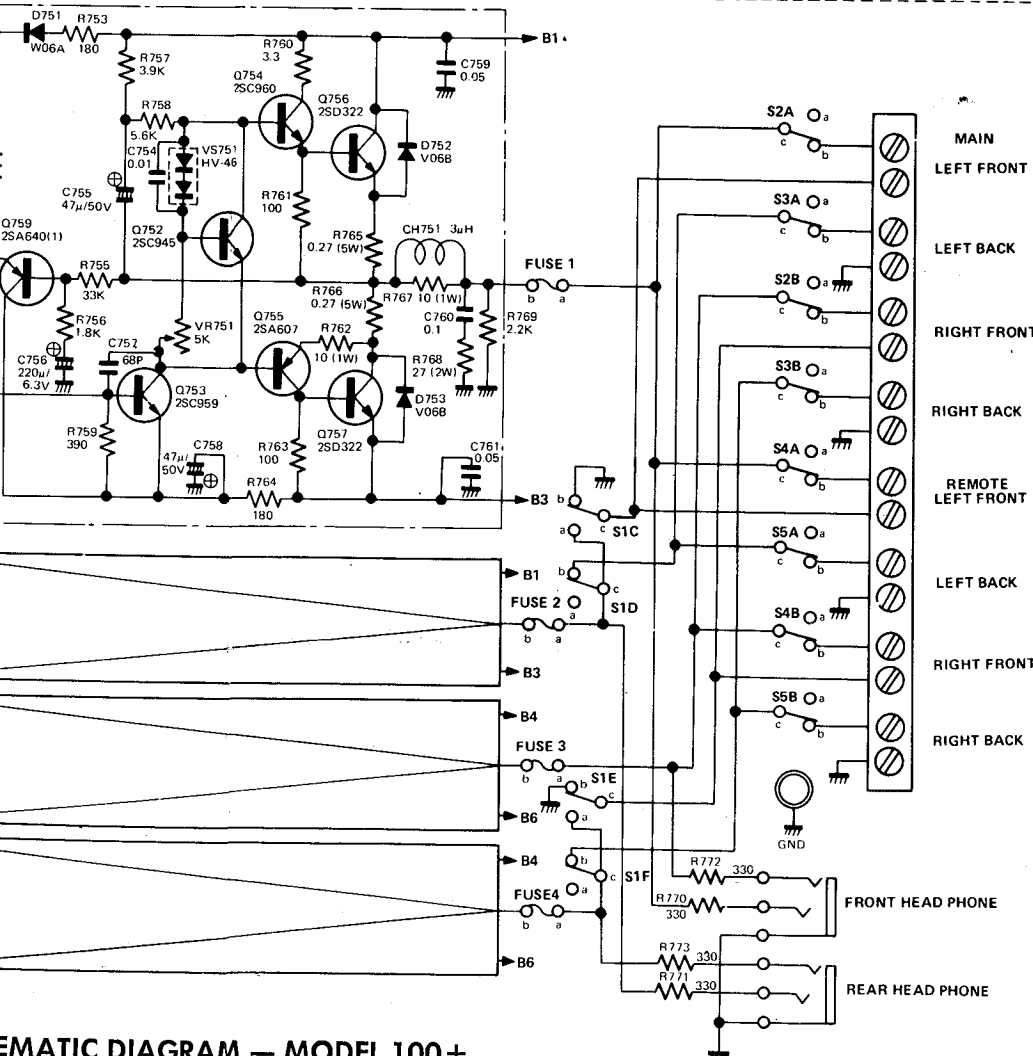 D751
R753
W06A
180
B1
R757
3.9K
R760
3.3
C759
0.05
Q754
2SC960
Q756
2SD322
R758
5.6K
C754
0.01
VS751
HV-46
D752
V06B
C755
47µ/50V
R761
100
Q752
2SC945
Q759
2SA640(1)
R765
0.27 (5W)
CH751 3µH
R755
33K
R766
0.27 (5W)
R767 10 (1W)
FUSE 1
b a
R756
1.8K
VR751
5K
Q755
2SA607
R762
10 (1W)
C760
0.1
R769
2.2K
C757
68P
C756
220µ/
6.3V
R768
27 (2W)
Q753
2SC959
D753
V06B
R759
390
Q757
2SD322
C758
47µ/
50V
R763
100
C761
0.05
R764
180
B3
b
c
a
S1C
B1
b
c
S1D
a
FUSE 2
b a
B3
B4
FUSE 3
b a
S1E
b
c
a
B6
B4
b
c S1F
a
FUSE4
b a
B6
S2A a
c b
MAIN
LEFT FRONT
S3A a
c b
LEFT BACK
S2B a
c b
RIGHT FRONT
S3B a
c b
RIGHT BACK
S4A a
c b
REMOTE
LEFT FRONT
S5A a
c b
LEFT BACK
S4B a
c b
RIGHT FRONT
S5B a
c b
RIGHT BACK
GND
R772
330
R770
330
FRONT HEAD PHONE
R773
330
R771
330
REAR HEAD PHONE
EMATIC DIAGRAM — MODEL 100+